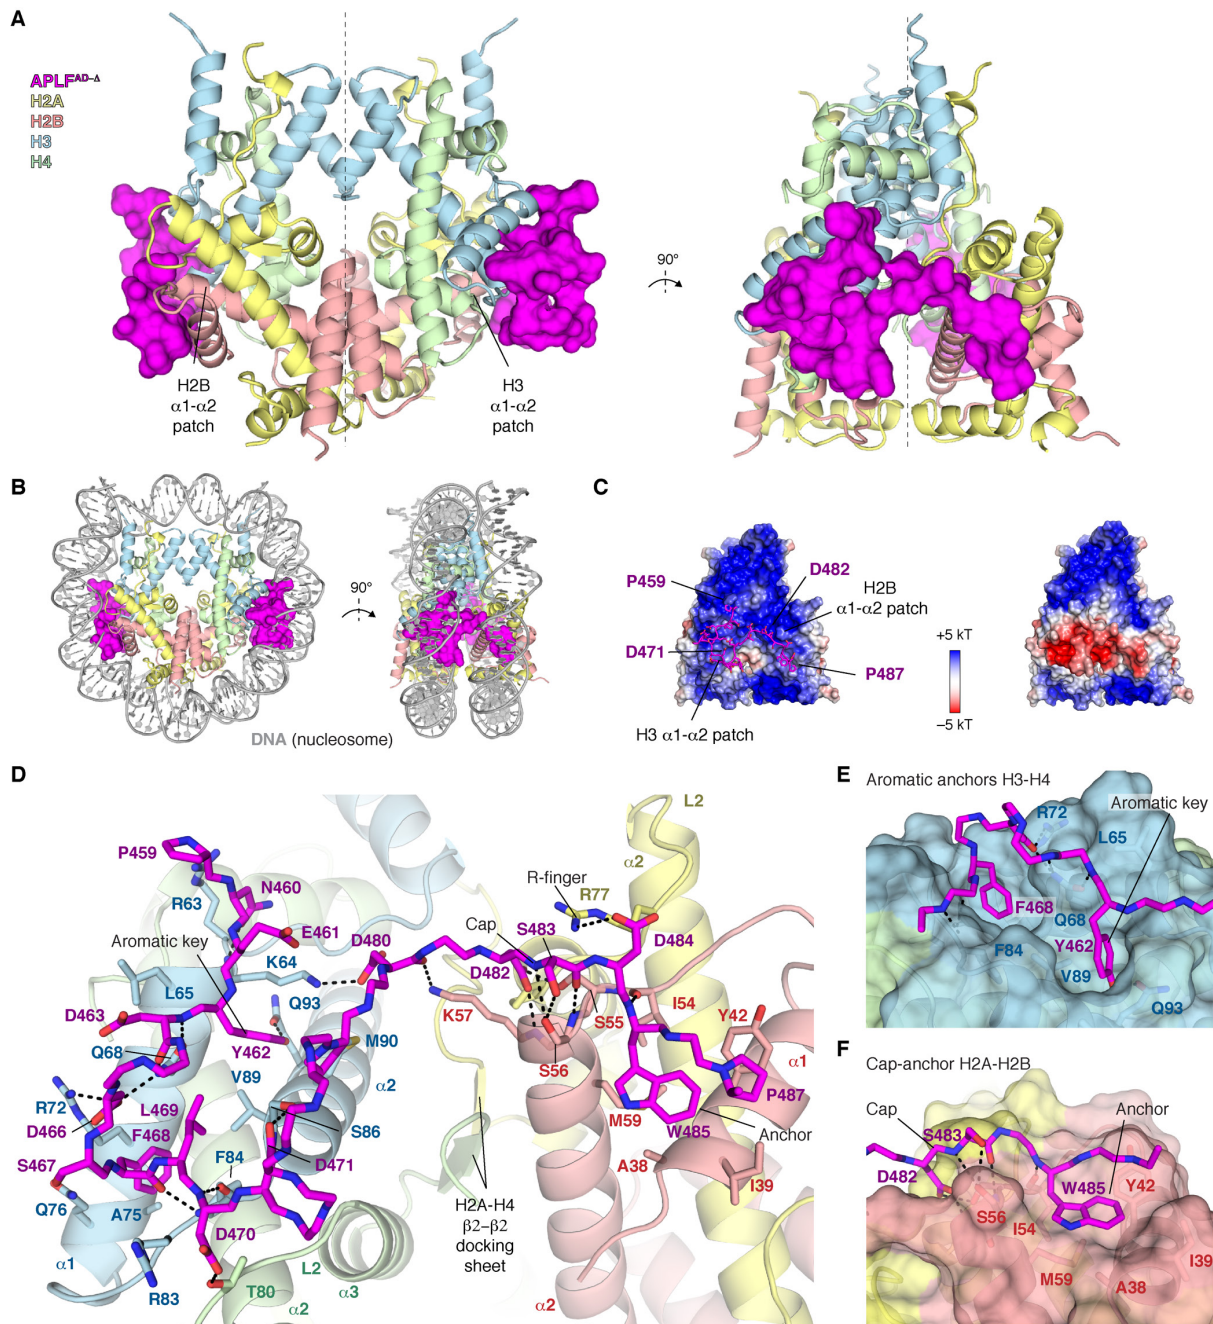 A
APLFAD–Δ
H2A
H2B
H3
H4
H2B
α1-α2
patch
H3
α1-α2
patch
90°
B
90°
DNA (nucleosome)
C
P459
D482
H2B
α1-α2 patch
D471
P487
H3 α1-α2 patch
+5 kT
−5 kT
D
P459
N460
R63
E461
Aromatic key
K64
D480
L65
Q93
D463
Y462
M90
Q68
V89
α2
R72
L469
D466
F468
S86
S467
F84
D471
Q76
A75
D470
α1
R83
T80
L2
α2
α3
L2
α2
R-finger
R77
Cap
S483
D484
D482
K57
I54
S55
Y42
S56
α1
P487
M59
W485
Anchor
A38
I39
H2A-H4
β2–β2
docking
sheet
α2
E
Aromatic anchors H3-H4
R72
Aromatic key
L65
F468
Q68
F84
Y462
V89
Q93
F
Cap-anchor H2A-H2B
Cap
S483
Anchor
D482
W485
Y42
S56
I54
I39
M59
A38